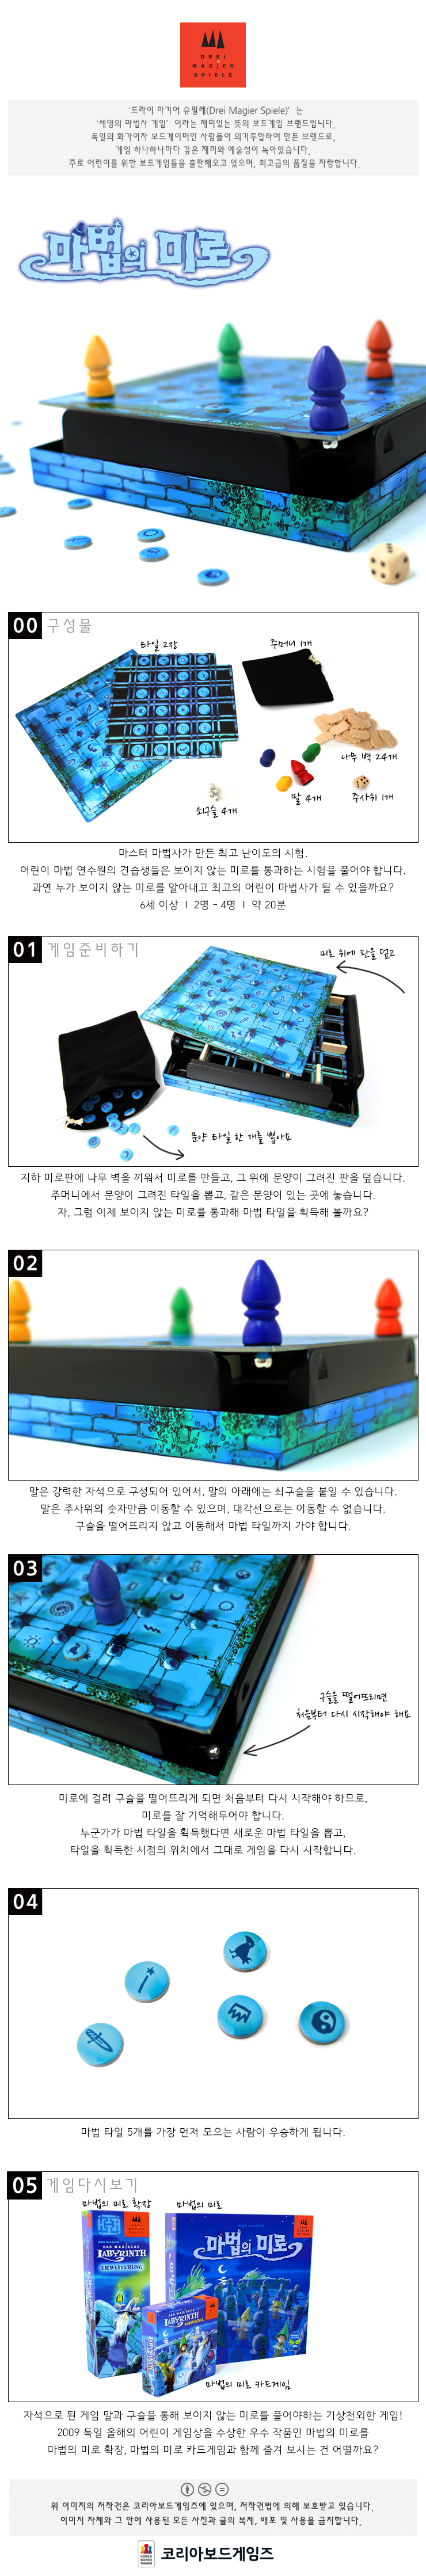 DREI
MAGIER
SPIELE
'드라이 마기어 슈필레(Drei Magier Spiele)' 는
'세명의 마법사 게임' 이라는 재미있는 뜻의 보드게임 브랜드입니다.
독일의 화가이자 보드게이머인 사람들이 의기투합하여 만든 브랜드로,
게임 하나하나마다 깊은 재미와 예술성이 녹아있습니다.
주로 어린이를 위한 보드게임들을 출판해오고 있으며, 최고급의 품질을 자랑합니다.
마법의 미로
00 구성물
타일 2장
주머니 1개
나무 벽 24개
쇠구슬 4개
말 4개
주사위 1개
마스터 마법사가 만든 최고 난이도의 시험.
어린이 마법 연수원의 견습생들은 보이지 않는 미로를 통과하는 시험을 풀어야 합니다.
과연 누가 보이지 않는 미로를 알아내고 최고의 어린이 마법사가 될 수 있을까요?
6세 이상 I 2명 - 4명 I 약 20분
01 게임준비하기
미로 위에 판을 덮고
문양 타일 한 개를 뽑아요
지하 미로판에 나무 벽을 끼워서 미로를 만들고, 그 위에 문양이 그려진 판을 덮습니다.
주머니에서 문양이 그려진 타일을 뽑고, 같은 문양이 있는 곳에 놓습니다.
자, 그럼 이제 보이지 않는 미로를 통과해 마법 타일을 획득해 볼까요?
02
말은 강력한 자석으로 구성되어 있어서, 말의 아래에는 쇠구슬을 붙일 수 있습니다.
말은 주사위의 숫자만큼 이동할 수 있으며, 대각선으로는 이동할 수 없습니다.
구슬을 떨어뜨리지 않고 이동해서 마법 타일까지 가야 합니다.
03
구슬을 떨어뜨리면
처음부터 다시 시작해야 해요
미로에 걸려 구슬을 떨어뜨리게 되면 처음부터 다시 시작해야 하므로,
미로를 잘 기억해두어야 합니다.
누군가가 마법 타일을 획득했다면 새로운 마법 타일을 뽑고,
타일을 획득한 시점의 위치에서 그대로 게임을 다시 시작합니다.
04
마법 타일 5개를 가장 먼저 모으는 사람이 우승하게 됩니다.
05 게임다시보기
마법의 미로 확장
마법의 미로
DAS MAGISCHE
LABYRINTH
ERWEITERUNG
마법의 미로
DAS MAGISCHE
LABYRINTH
마법의 미로 카드게임
자석으로 된 게임 말과 구슬을 통해 보이지 않는 미로를 풀어야하는 기상천외한 게임!
2009 독일 올해의 어린이 게임상을 수상한 우수 작품인 마법의 미로를
마법의 미로 확장, 마법의 미로 카드게임과 함께 즐겨 보시는 건 어떨까요?
위 이미지의 저작권은 코리아보드게임즈에 있으며, 저작권법에 의해 보호받고 있습니다.
이미지 자체와 그 안에 사용된 모든 사진과 글의 복제, 배포 및 사용을 금지합니다.
KOREA
BOARD
GAMES
코리아보드게임즈